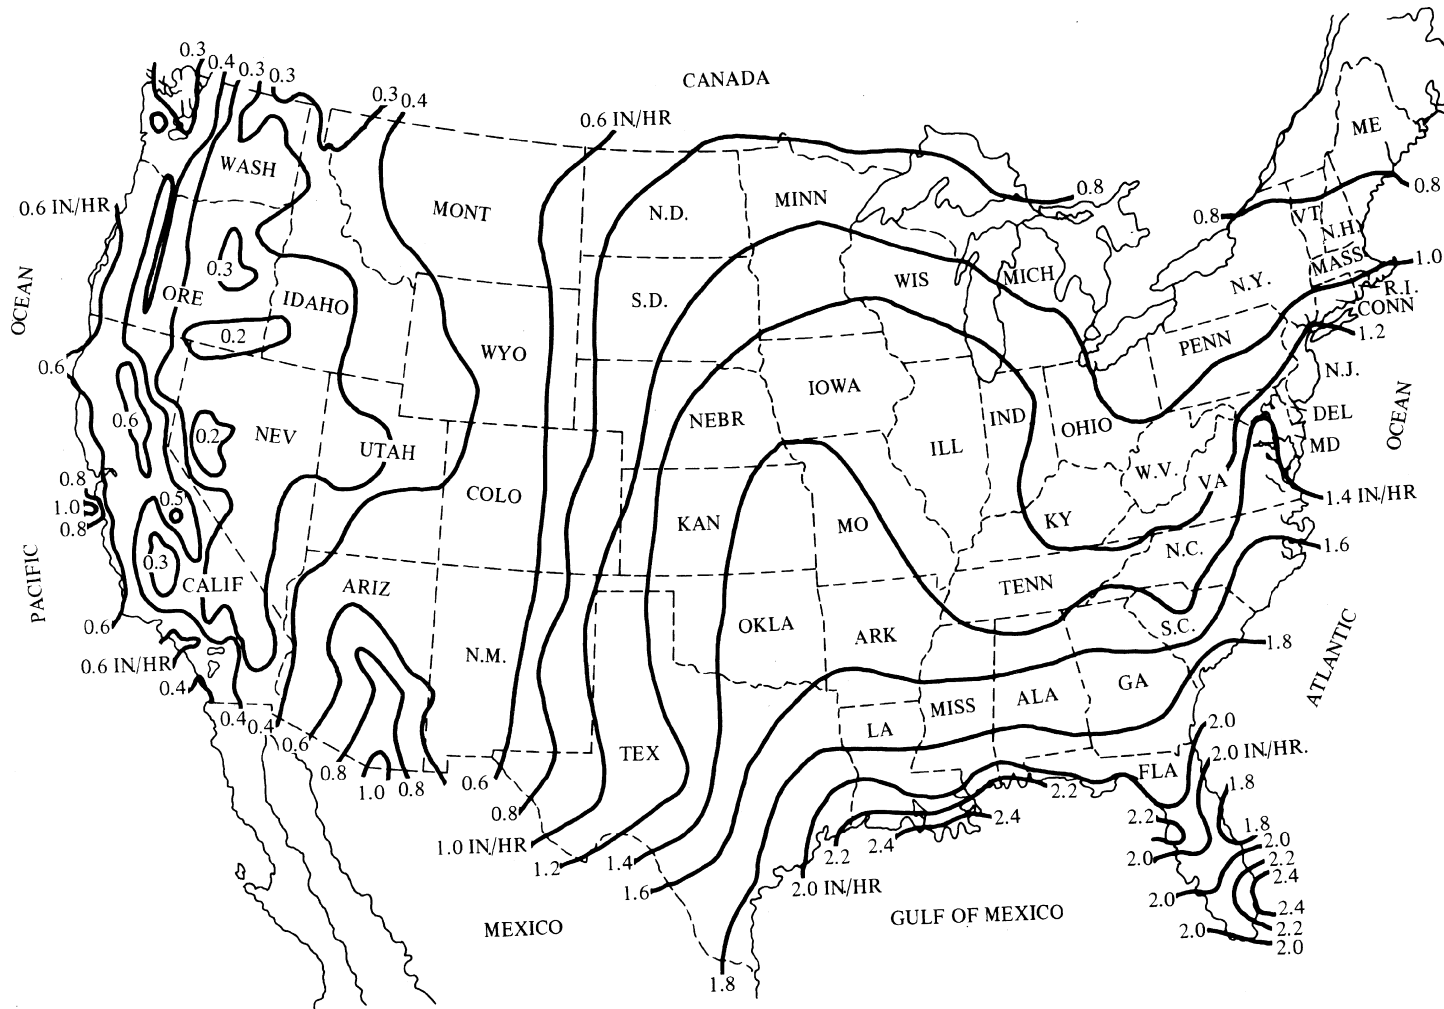 0.3
0.4
0.3
0.3
0.3
0.4
CANADA
0.6 IN/HR
ME
WASH
0.8
0.8
MONT
N.D.
MINN
0.6 IN/HR
0.8
VT
N.H.
MASS
1.0
0.3
ORE
IDAHO
S.D.
WIS
MICH
N.Y.
R.I.
CONN
OCEAN
0.2
WYO
PENN
1.2
0.6
IOWA
N.J.
0.6
0.2
NEV
UTAH
NEBR
ILL
IND
OHIO
DEL
MD
OCEAN
0.8
1.0
0.8
0.5
COLO
KAN
MO
KY
W.V.
VA
1.4 IN/HR
0.3
CALIF
ARIZ
TENN
N.C.
1.6
PACIFIC
0.6
N.M.
OKLA
ARK
S.C.
1.8
0.6 IN/HR
0.4
MISS
ALA
GA
ATLANTIC
0.4
0.4
0.6
TEX
LA
2.0
2.0 IN/HR.
0.8
1.0
0.8
0.6
FLA
1.8
0.8
2.2
2.4
2.2
1.8
1.0 IN/HR
2.2
2.4
2.0
2.0
1.2
1.4
1.6
2.0 IN/HR
2.2
2.4
2.0
MEXICO
GULF OF MEXICO
2.4
2.2
2.0
2.0
1.8